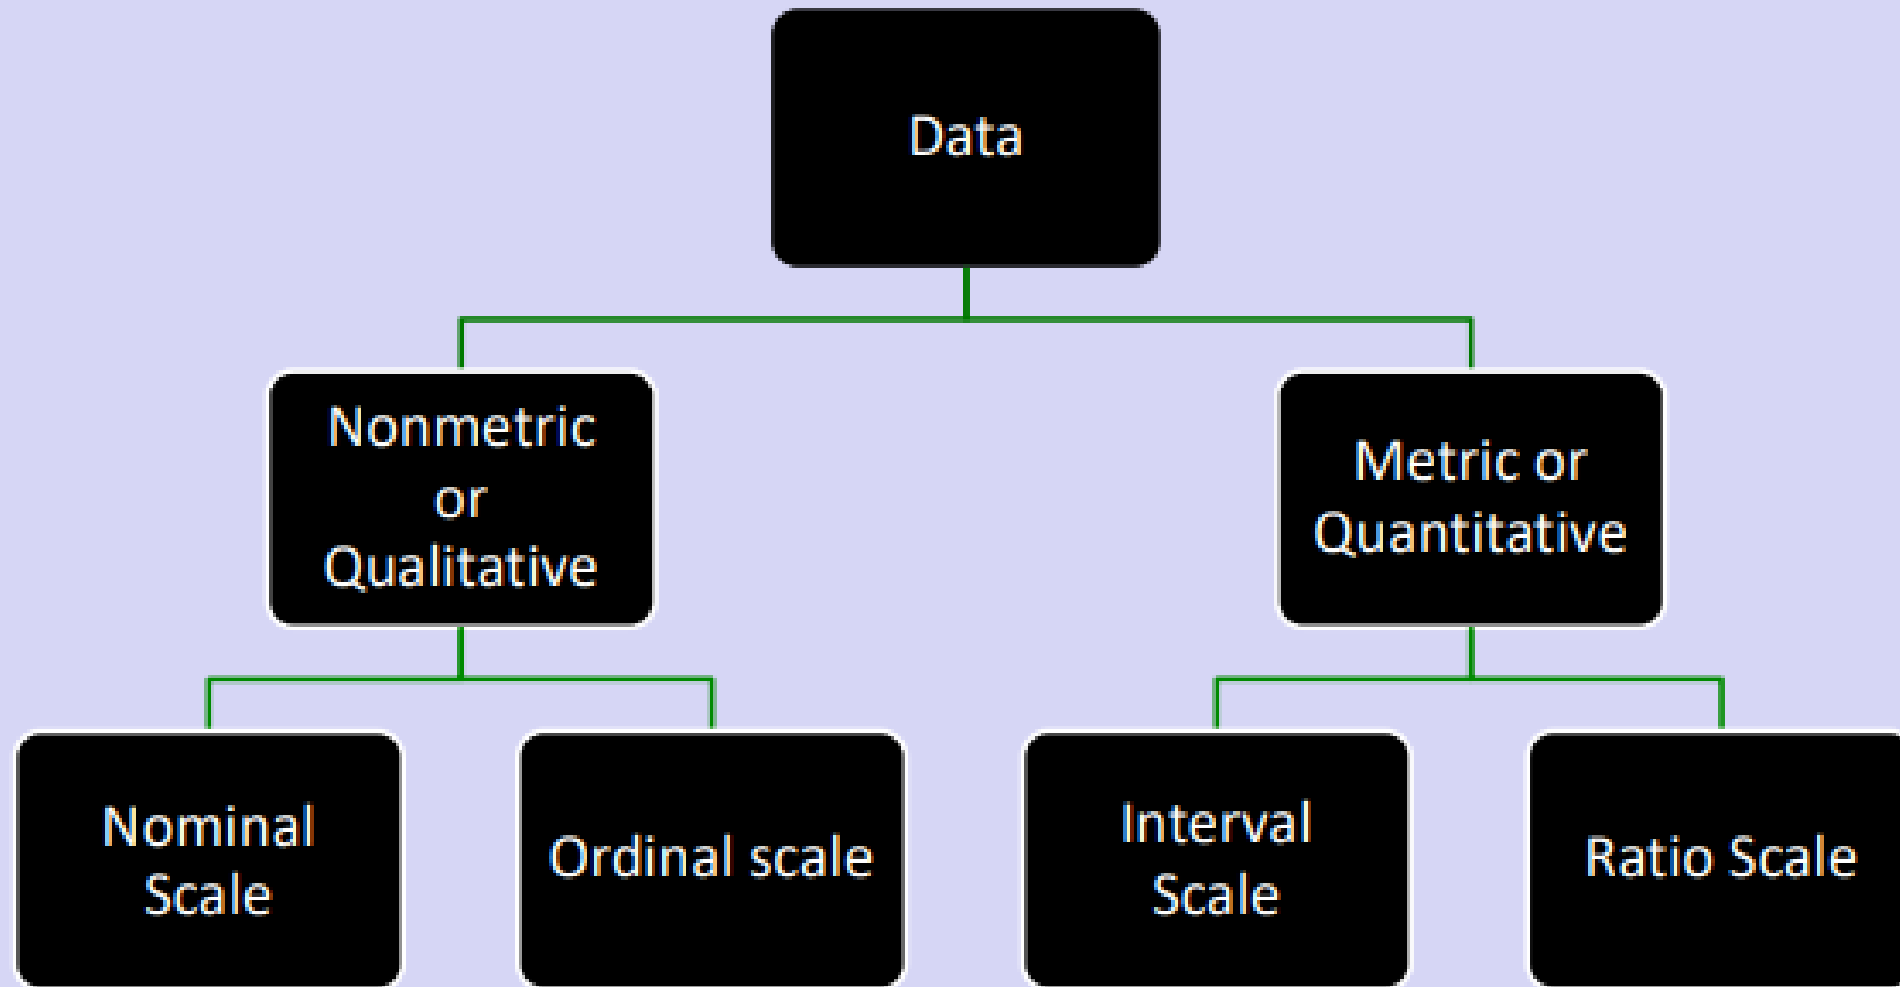 Data
Nonmetric
or
Qualitative
Metric or
Quantitative
Nominal
Scale
Ordinal scale
Interval
Scale
Ratio Scale